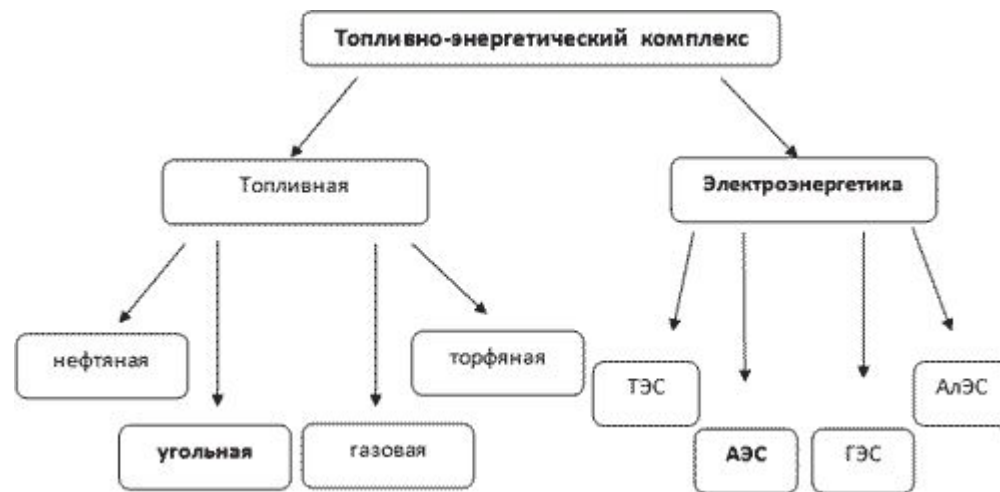 Топливно-энергетический комплекс
Топливная
Электроэнергетика
нефтяная
торфяная
ТЭС
АлЭС
угольная
газовая
АЭС
ГЭС